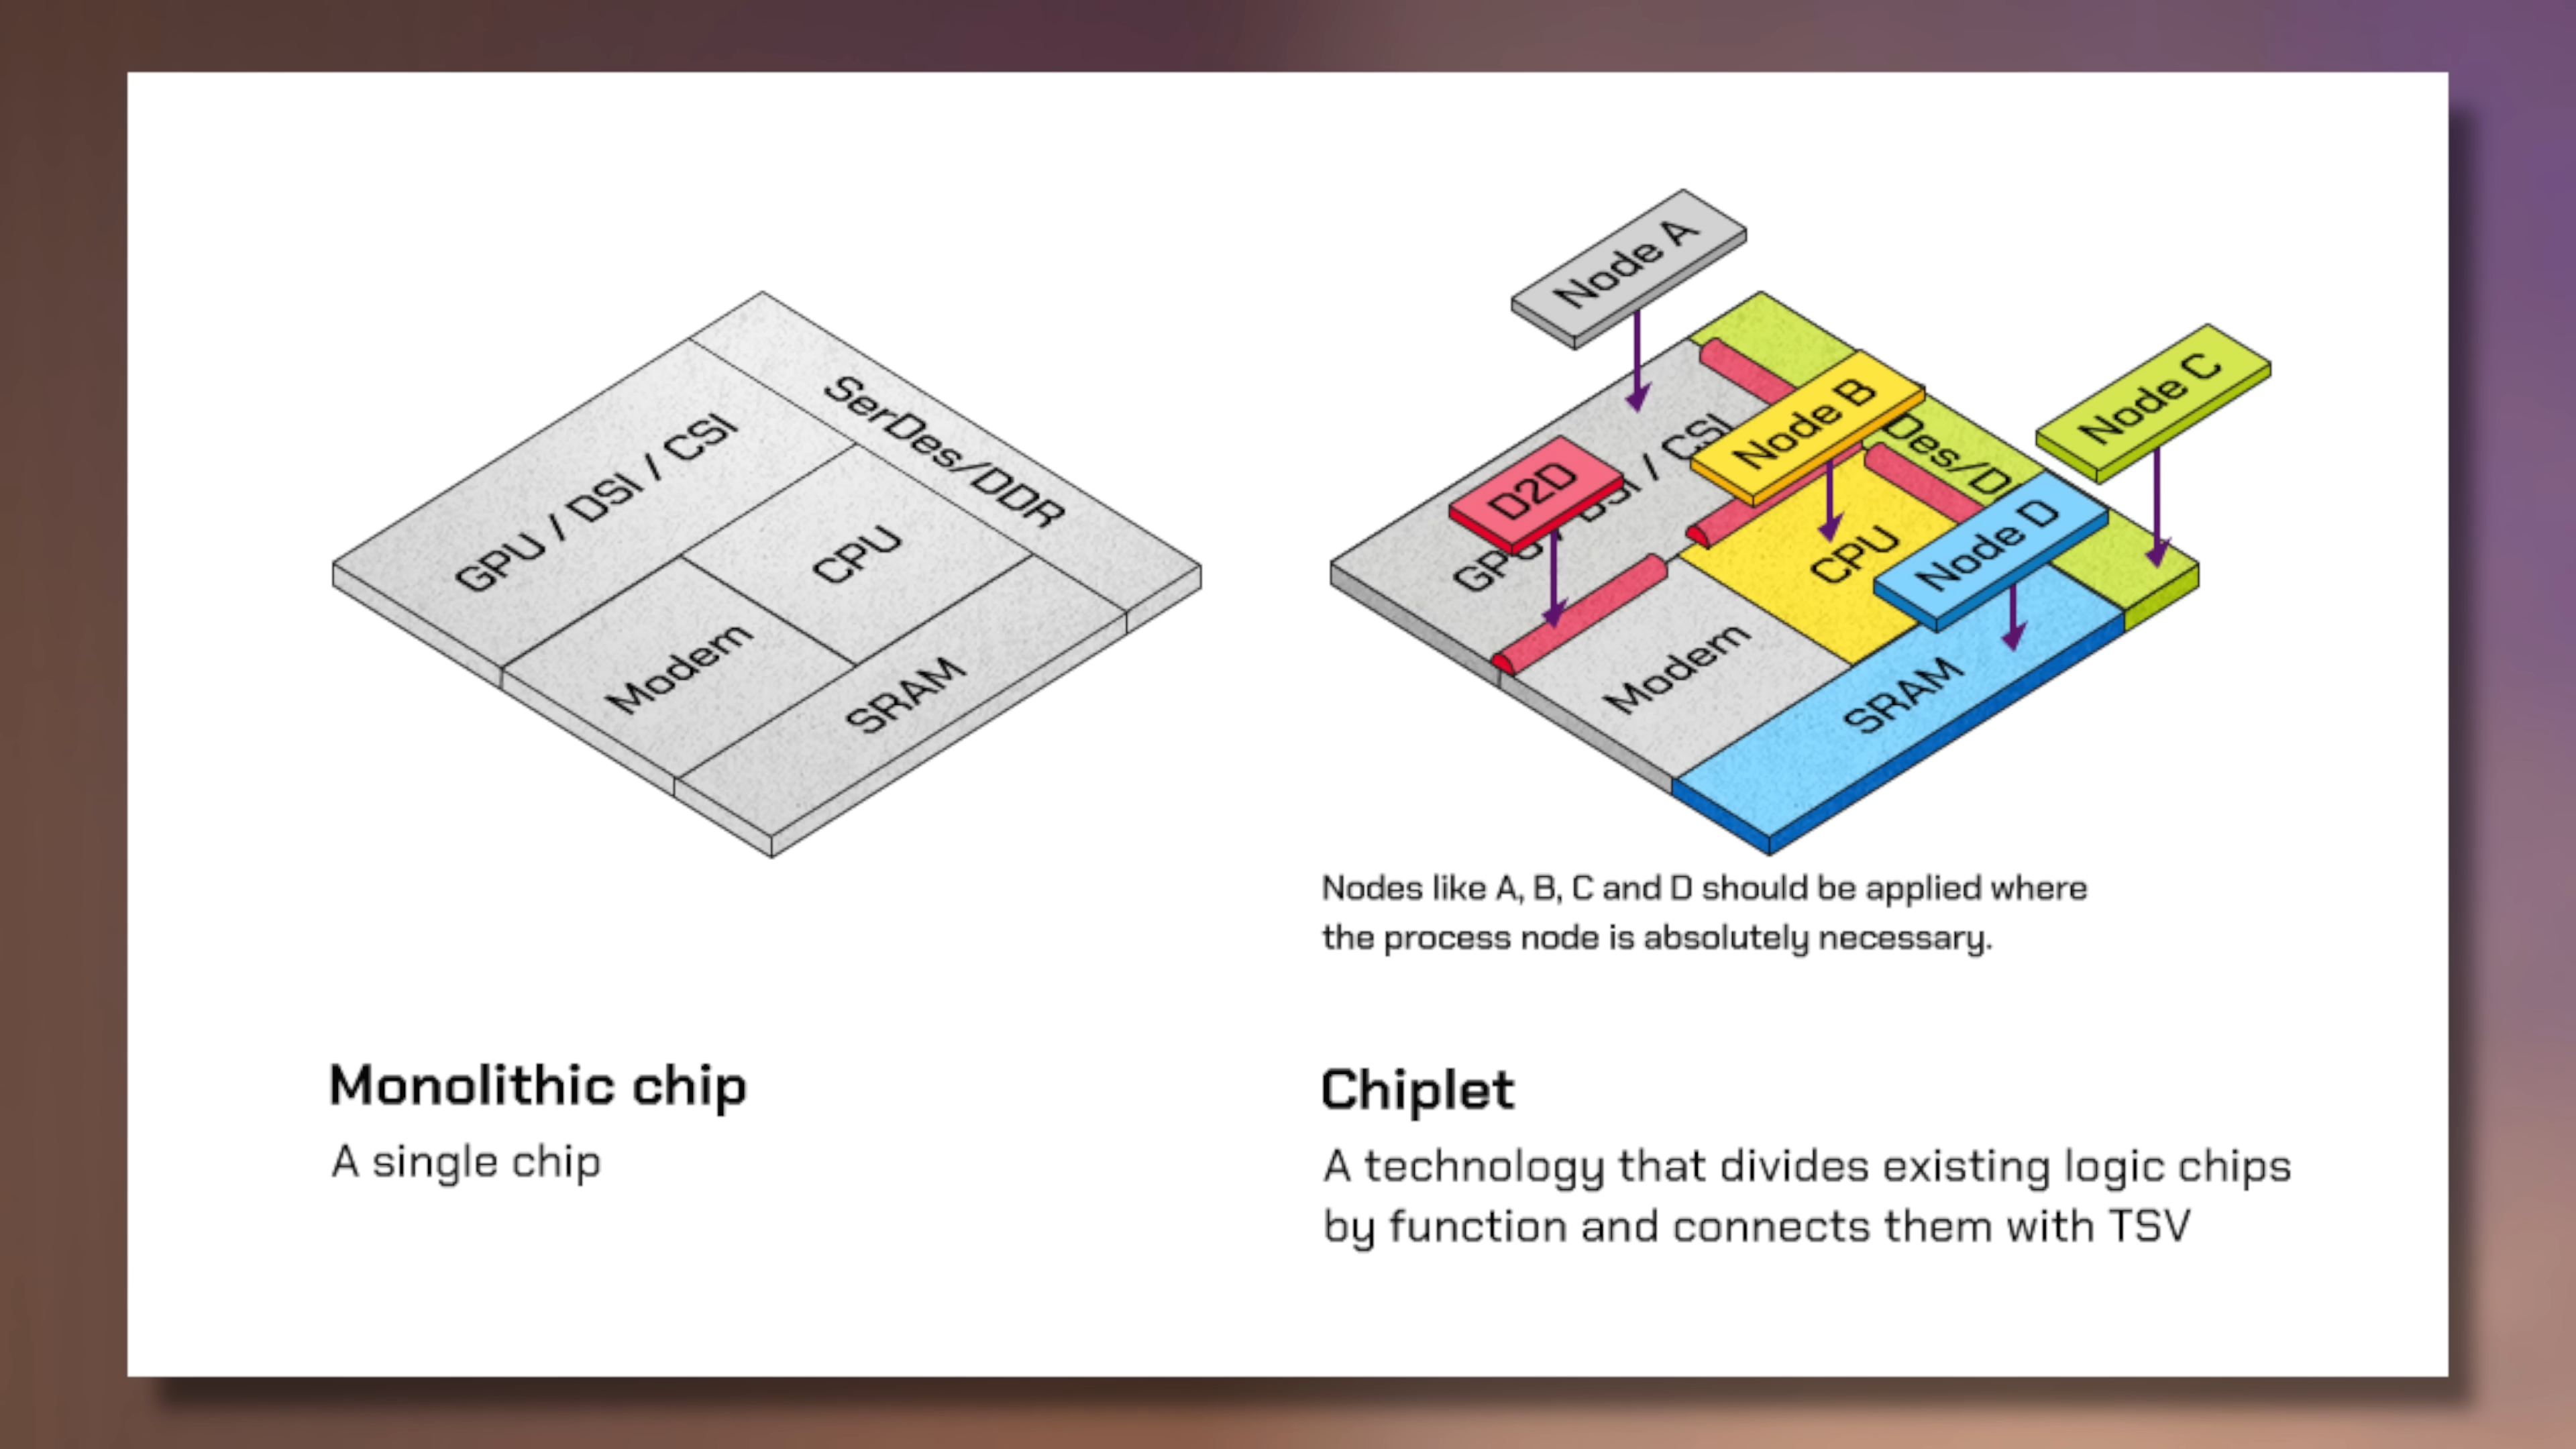 SerDes/DDR
GPU / DSI / CSI
CPU
Modem
SRAM
Monolithic chip
A single chip
Node A
Node C
Node B
D2D
Node D
CPU
Modem
SRAM
Nodes like A, B, C and D should be applied where
the process node is absolutely necessary.
Chiplet
A technology that divides existing logic chips
by function and connects them with TSV